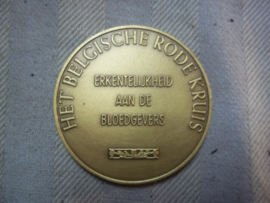 HET BELGISCHE RODE KRUIS
ERKENTELIJKHEID
AAN DE
BLOEDGEVERS